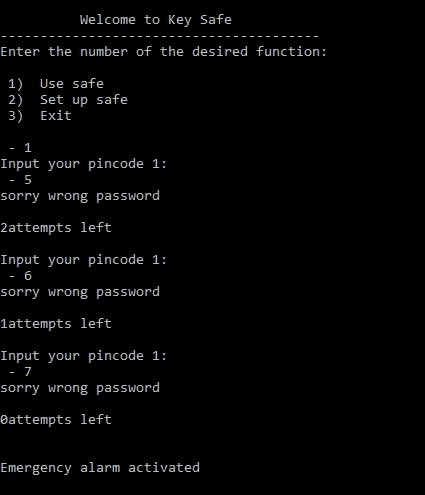 Welcome to Key Safe
----------------------------------------
Enter the number of the desired function:
1)  Use safe
2)  Set up safe
3)  Exit
- 1
Input your pincode 1:
- 5
sorry wrong password
2attempts left
Input your pincode 1:
- 6
sorry wrong password
1attempts left
Input your pincode 1:
- 7
sorry wrong password
0attempts left
Emergency alarm activated